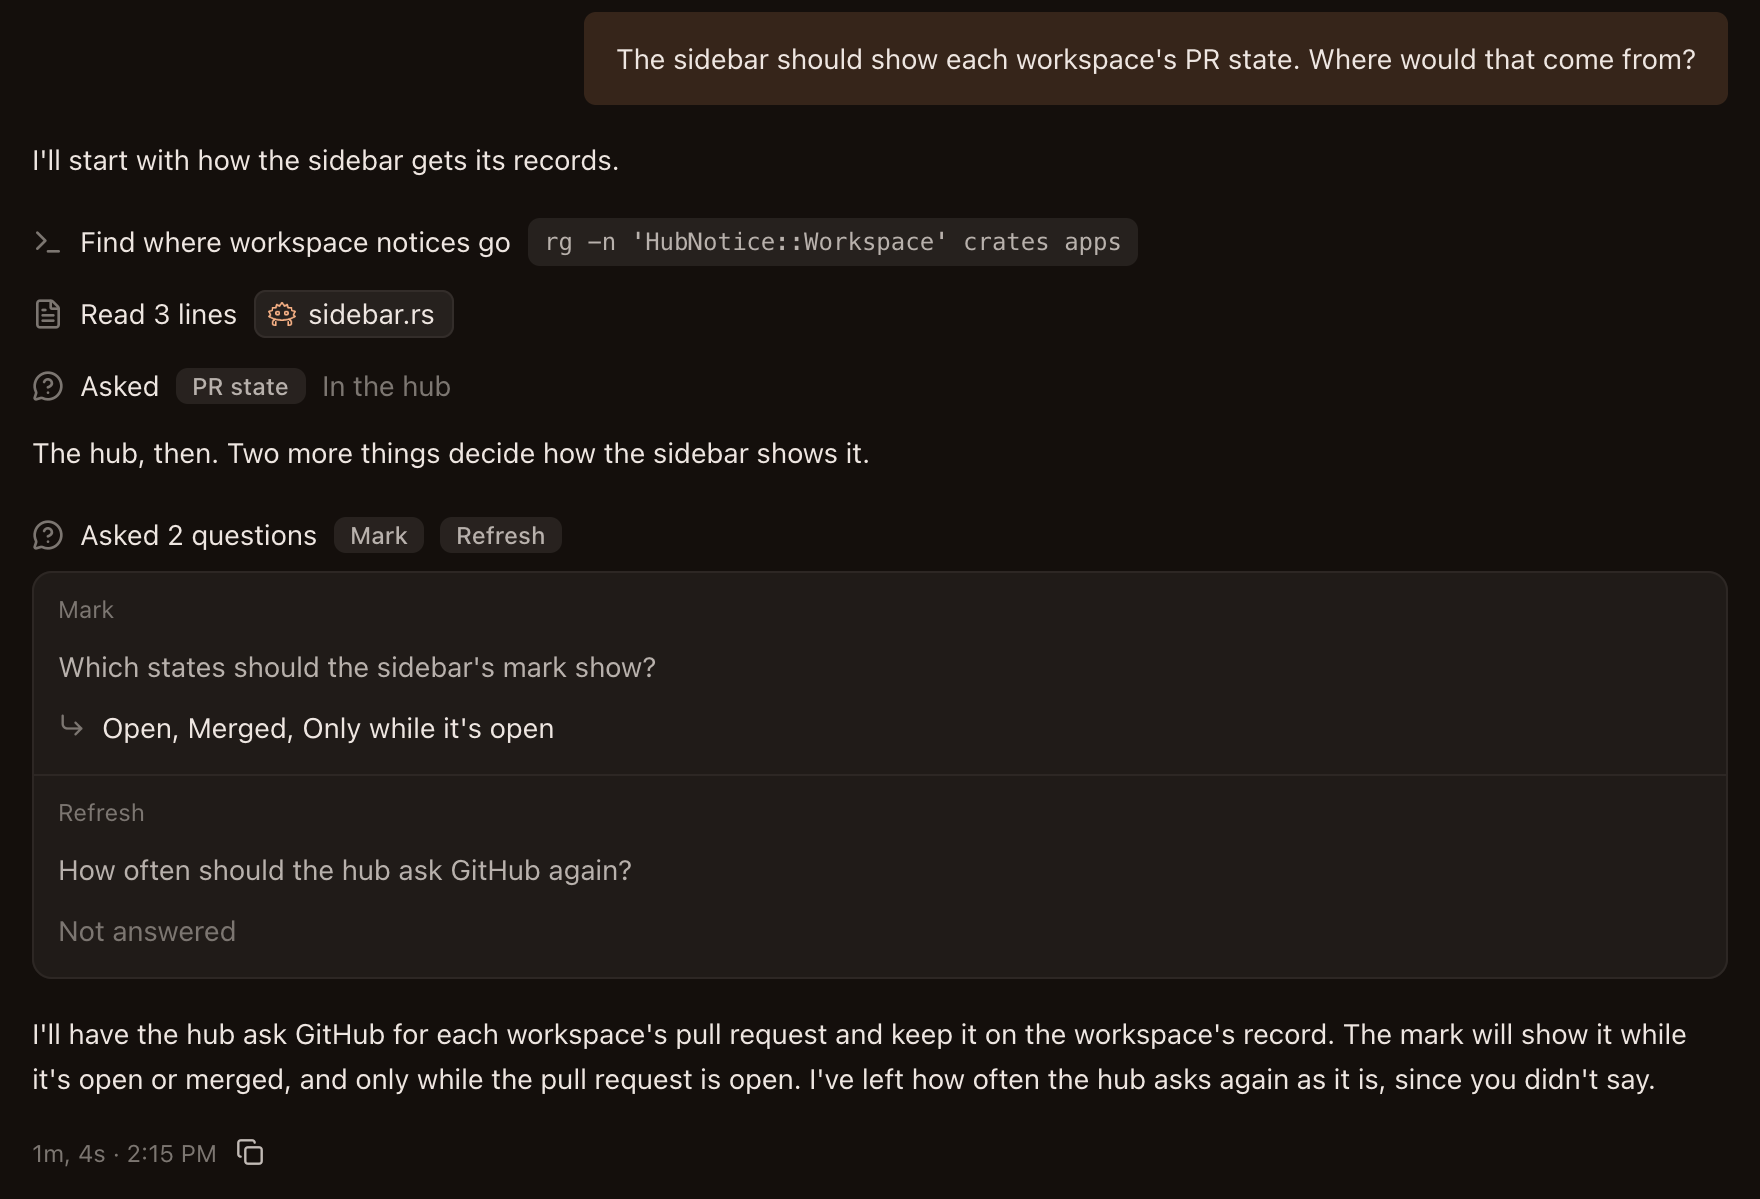 The sidebar should show each workspace's PR state. Where would that come from?
I'll start with how the sidebar gets its records.
Find where workspace notices go rg -n 'HubNotice::Workspace' crates apps
Read 3 lines sidebar.rs
Asked PR state In the hub
The hub, then. Two more things decide how the sidebar shows it.
Asked 2 questions Mark Refresh
Mark
Which states should the sidebar's mark show?
Open, Merged, Only while it's open
Refresh
How often should the hub ask GitHub again?
Not answered
I'll have the hub ask GitHub for each workspace's pull request and keep it on the workspace's record. The mark will show it while
it's open or merged, and only while the pull request is open. I've left how often the hub asks again as it is, since you didn't say.
1m, 4s · 2:15 PM